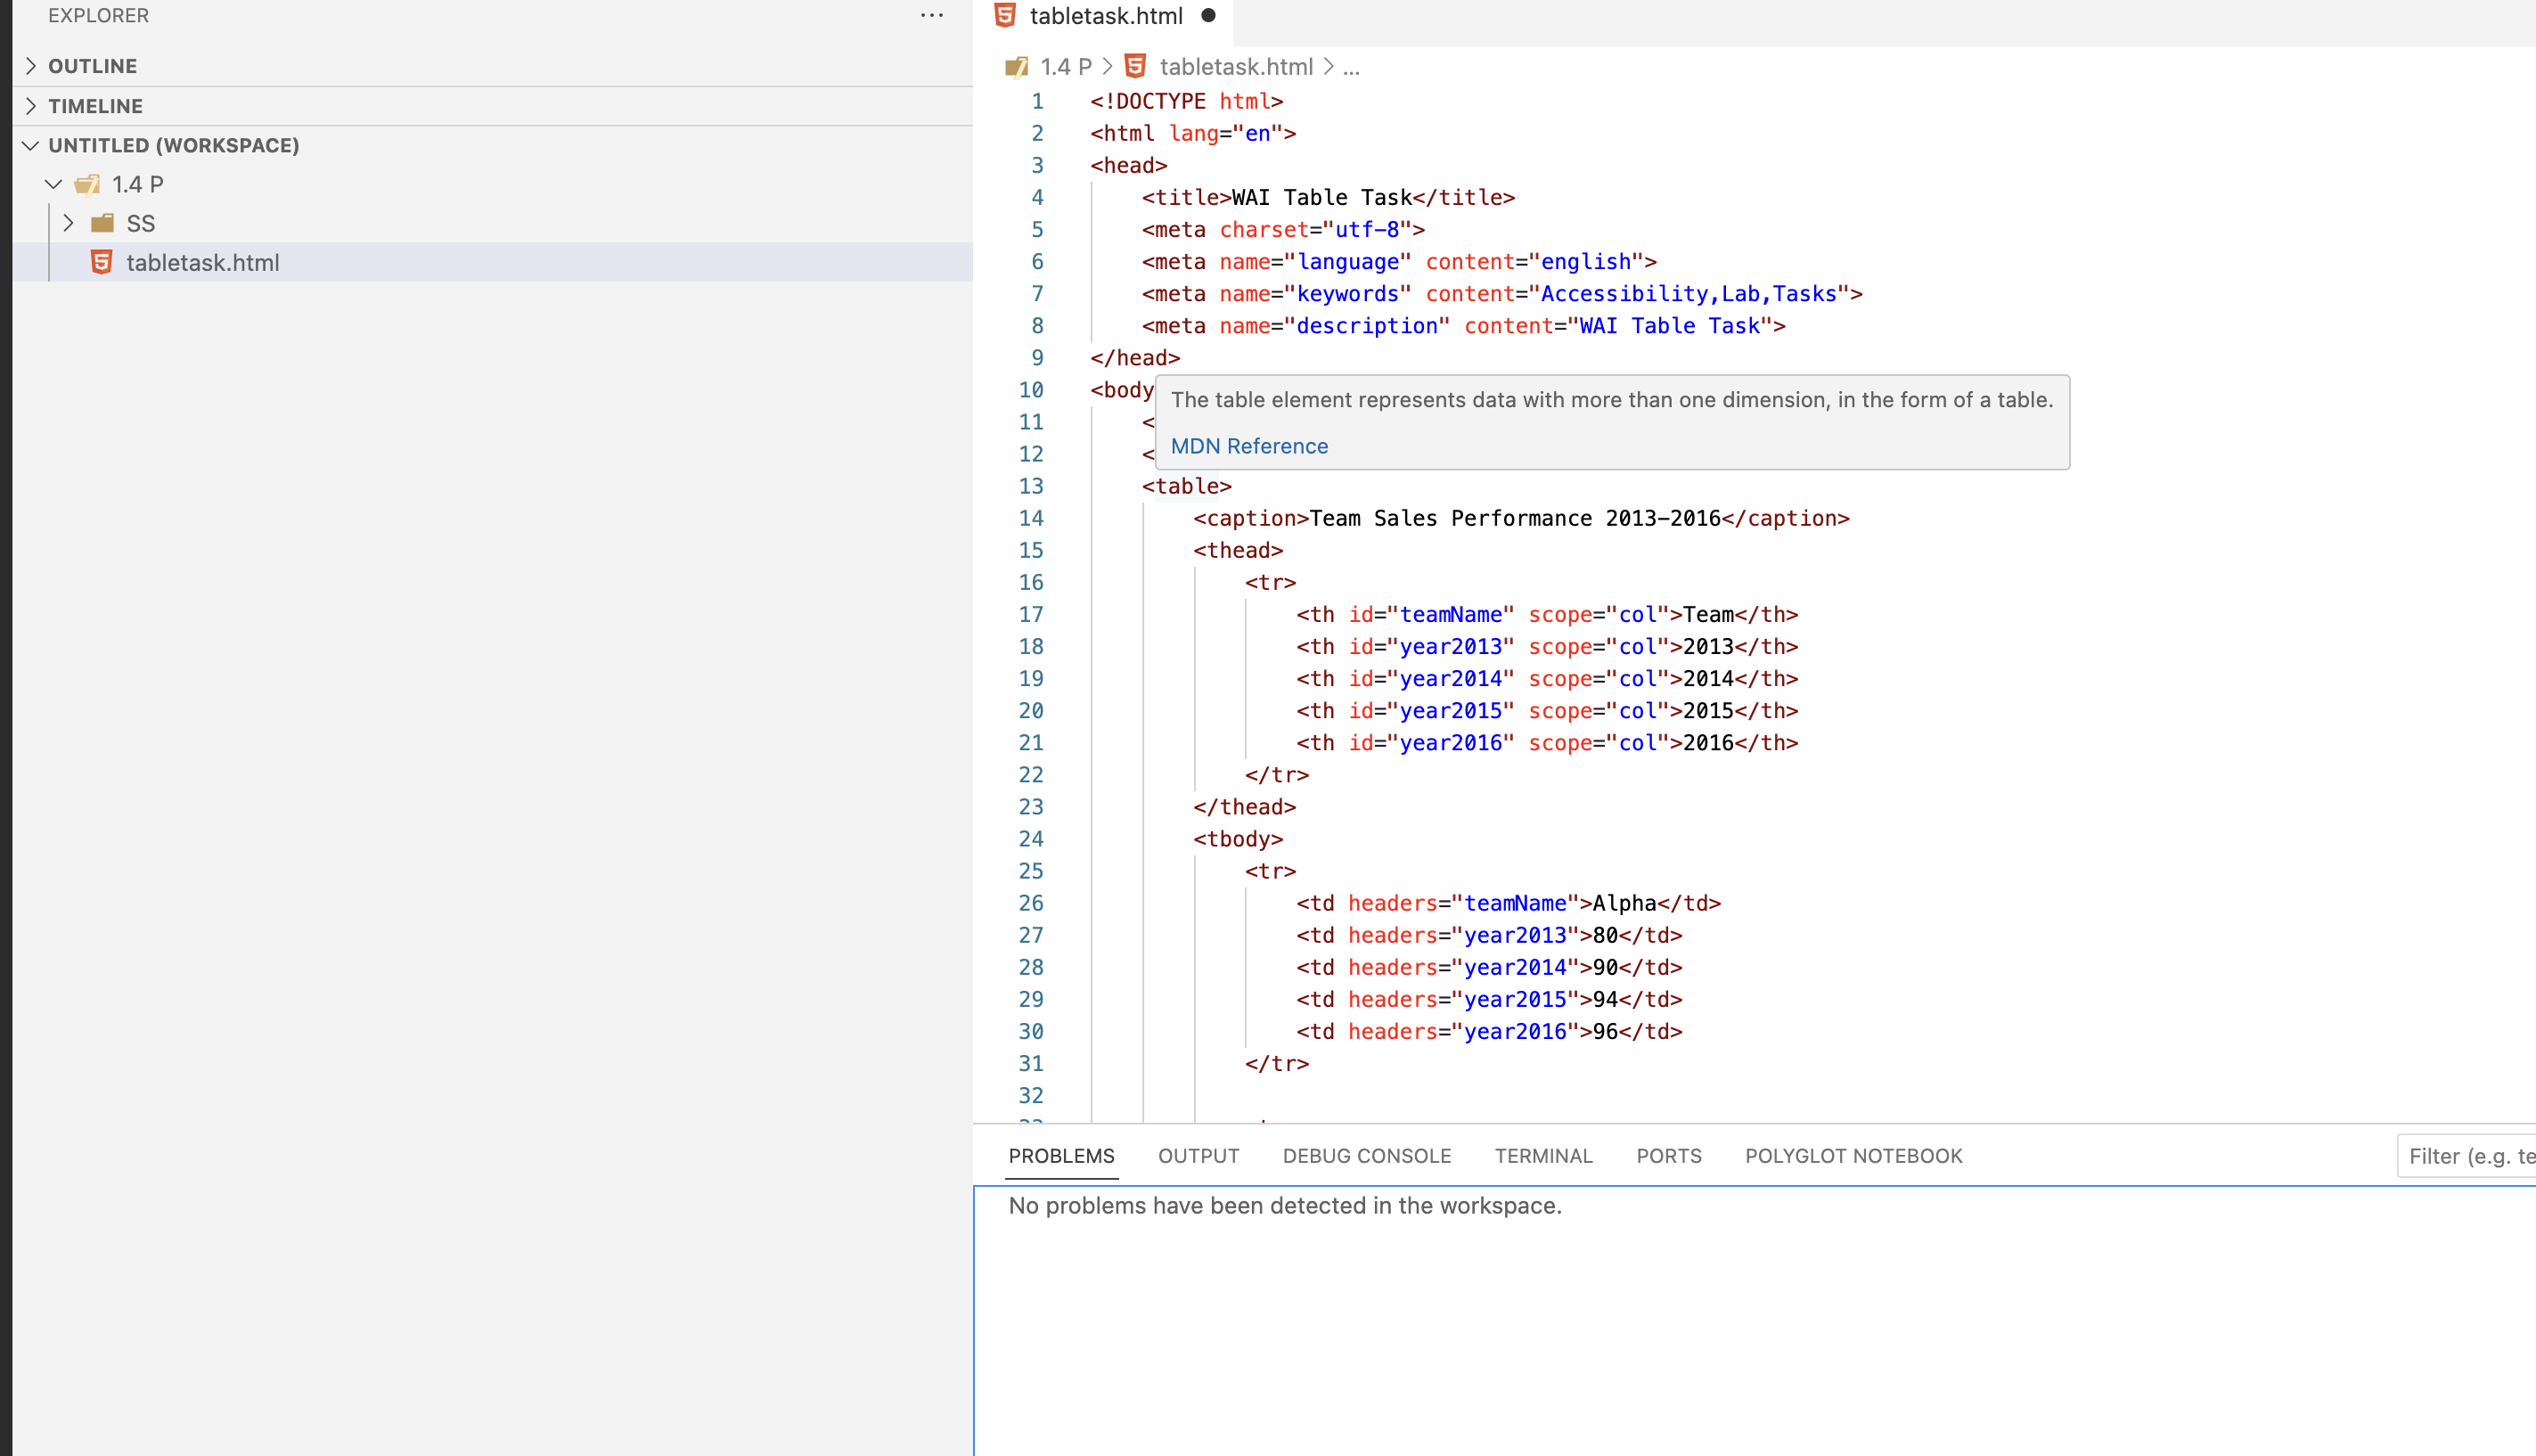 EXPLORER
...
OUTLINE
TIMELINE
UNTITLED (WORKSPACE)
1.4 P
SS
tabletask.html
tabletask.html
1.4 P > tabletask.html > ...
1 <!DOCTYPE html>
2 <html lang="en">
3 <head>
4 <title>WAI Table Task</title>
5 <meta charset="utf-8">
6 <meta name="language" content="english">
7 <meta name="keywords" content="Accessibility,Lab,Tasks">
8 <meta name="description" content="WAI Table Task">
9 </head>
10 <body
11 <
12 <
The table element represents data with more than one dimension, in the form of a table.
MDN Reference
13 <table>
14 <caption>Team Sales Performance 2013-2016</caption>
15 <thead>
16 <tr>
17 <th id="teamName" scope="col">Team</th>
18 <th id="year2013" scope="col">2013</th>
19 <th id="year2014" scope="col">2014</th>
20 <th id="year2015" scope="col">2015</th>
21 <th id="year2016" scope="col">2016</th>
22 </tr>
23 </thead>
24 <tbody>
25 <tr>
26 <td headers="teamName">Alpha</td>
27 <td headers="year2013">80</td>
28 <td headers="year2014">90</td>
29 <td headers="year2015">94</td>
30 <td headers="year2016">96</td>
31 </tr>
32
PROBLEMS OUTPUT DEBUG CONSOLE TERMINAL PORTS POLYGLOT NOTEBOOK Filter (e.g. te
No problems have been detected in the workspace.